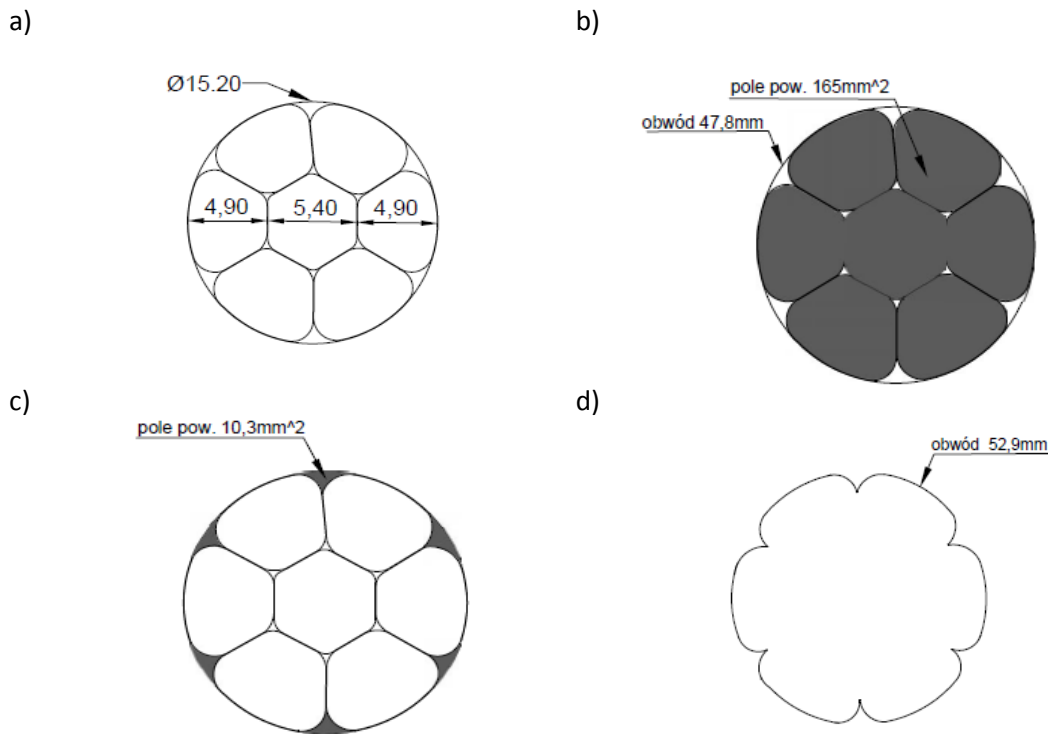 a)
b)
Ø15.20
4,90
5,40
4,90
pole pow. 165mm^2
obwód 47,8mm
c)
d)
pole pow. 10,3mm^2
obwód 52,9mm